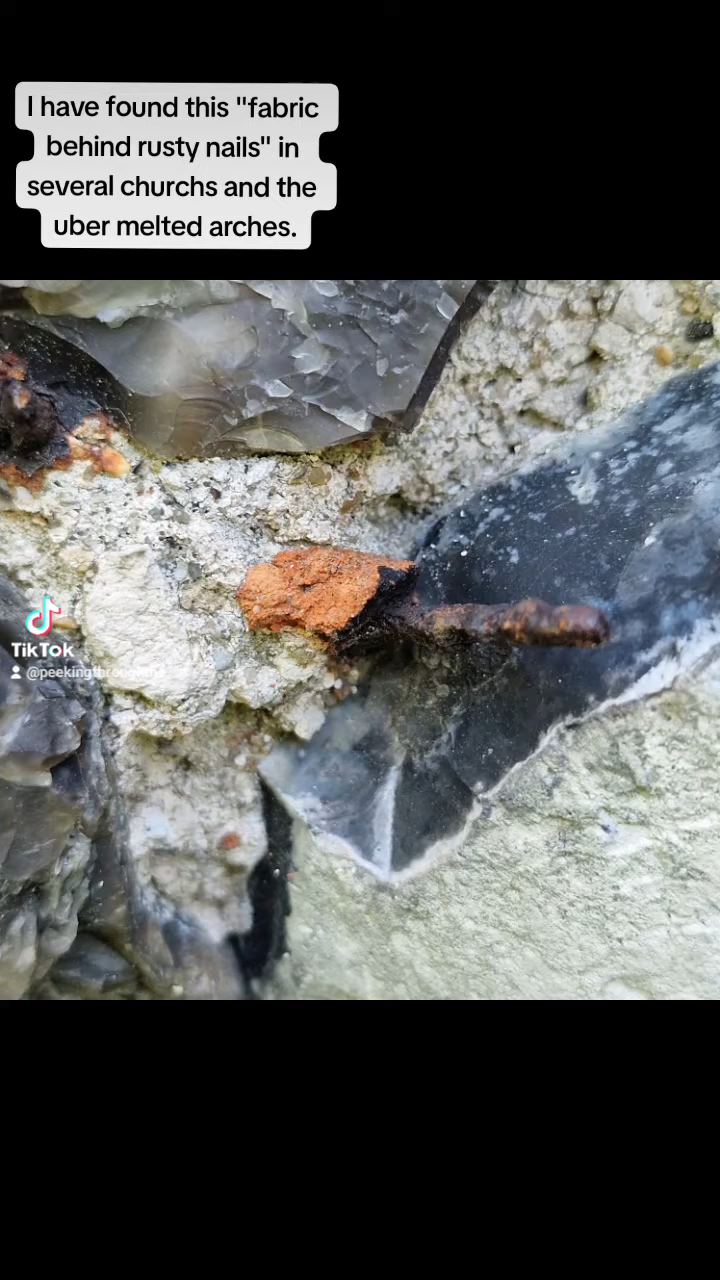 I have found this "fabric
behind rusty nails" in
several churchs and the
uber melted arches.
TikTok